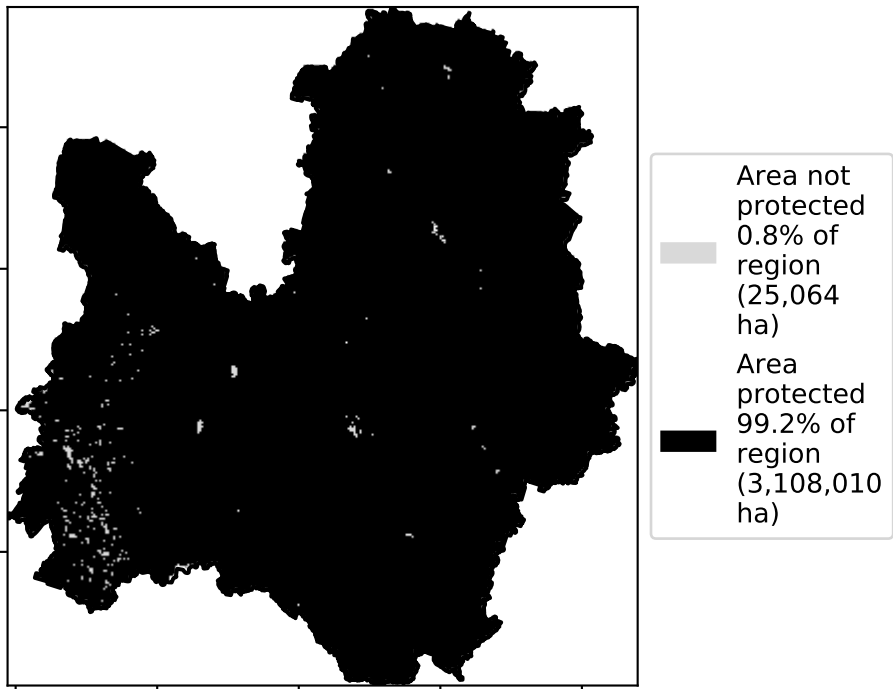 Area not
protected
0.8% of
region
(25,064
ha)
Area
protected
99.2% of
region
(3,108,010
ha)